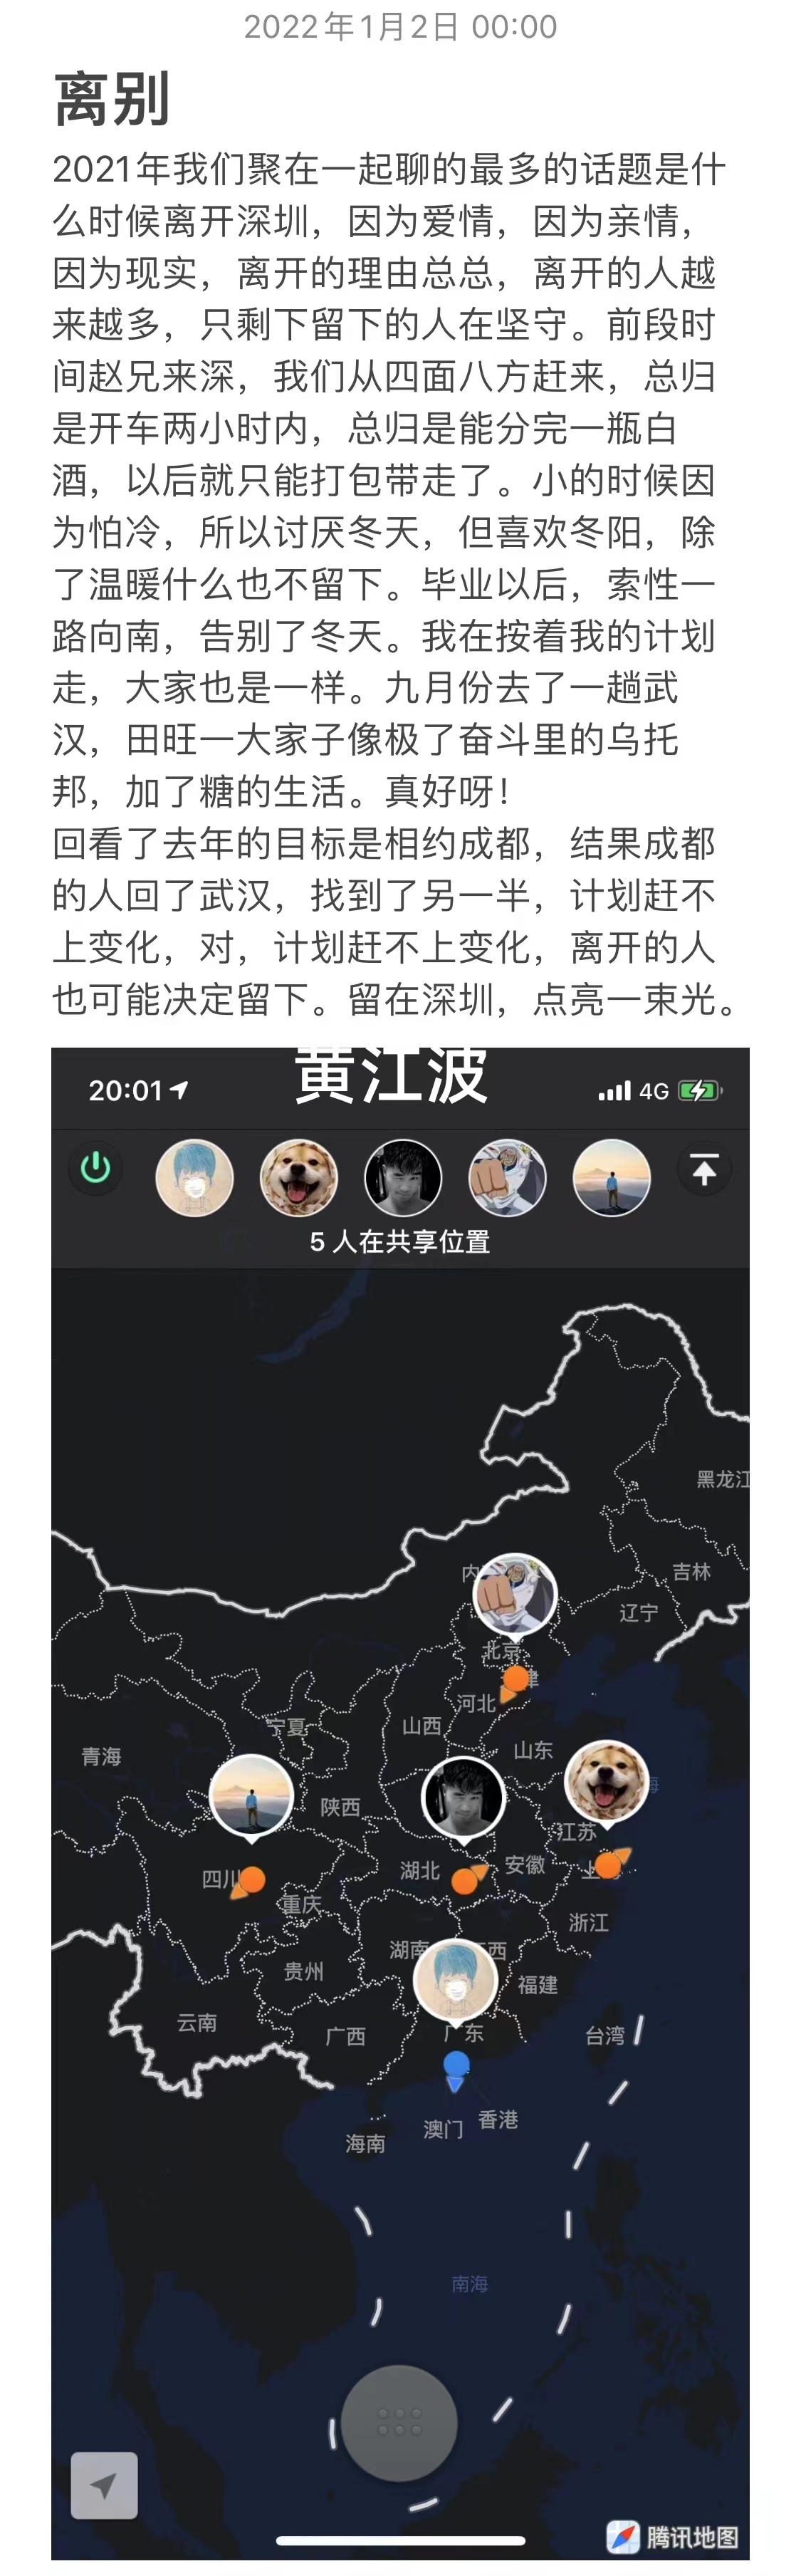 2022年1月2日 00:00
离别
2021年我们聚在一起聊的最多的话题是什
么时候离开深圳，因为爱情，因为亲情，
因为现实，离开的理由总总，离开的人越
来越多，只剩下留下的人在坚守。前段时
间赵兄来深，我们从四面八方赶来，总归
是开车两小时内，总归是能分完一瓶白
酒，以后就只能打包带走了。小的时候因
为怕冷，所以讨厌冬天，但喜欢冬阳，除
了温暖什么也不留下。毕业以后，索性一
路向南，告别了冬天。我在按着我的计划
走，大家也是一样。九月份去了一趟武
汉，田旺一大家子像极了奋斗里的乌托
邦，加了糖的生活。真好呀！
回看了去年的目标是相约成都，结果成都
的人回了武汉，找到了另一半，计划赶不
上变化，对，计划赶不上变化，离开的人
也可能决定留下。留在深圳，点亮一束光。
黄江波
20:01
4G
5 人在共享位置
黑龙江
吉林
内
辽宁
北京
津
河北
宁夏
山西
青海
山东
海
陕西
江苏
四川
湖北
安徽
上
重庆
浙江
湖南
西
贵州
福建
云南
广西
广东
台湾
澳门
香港
海南
南海
腾讯地图